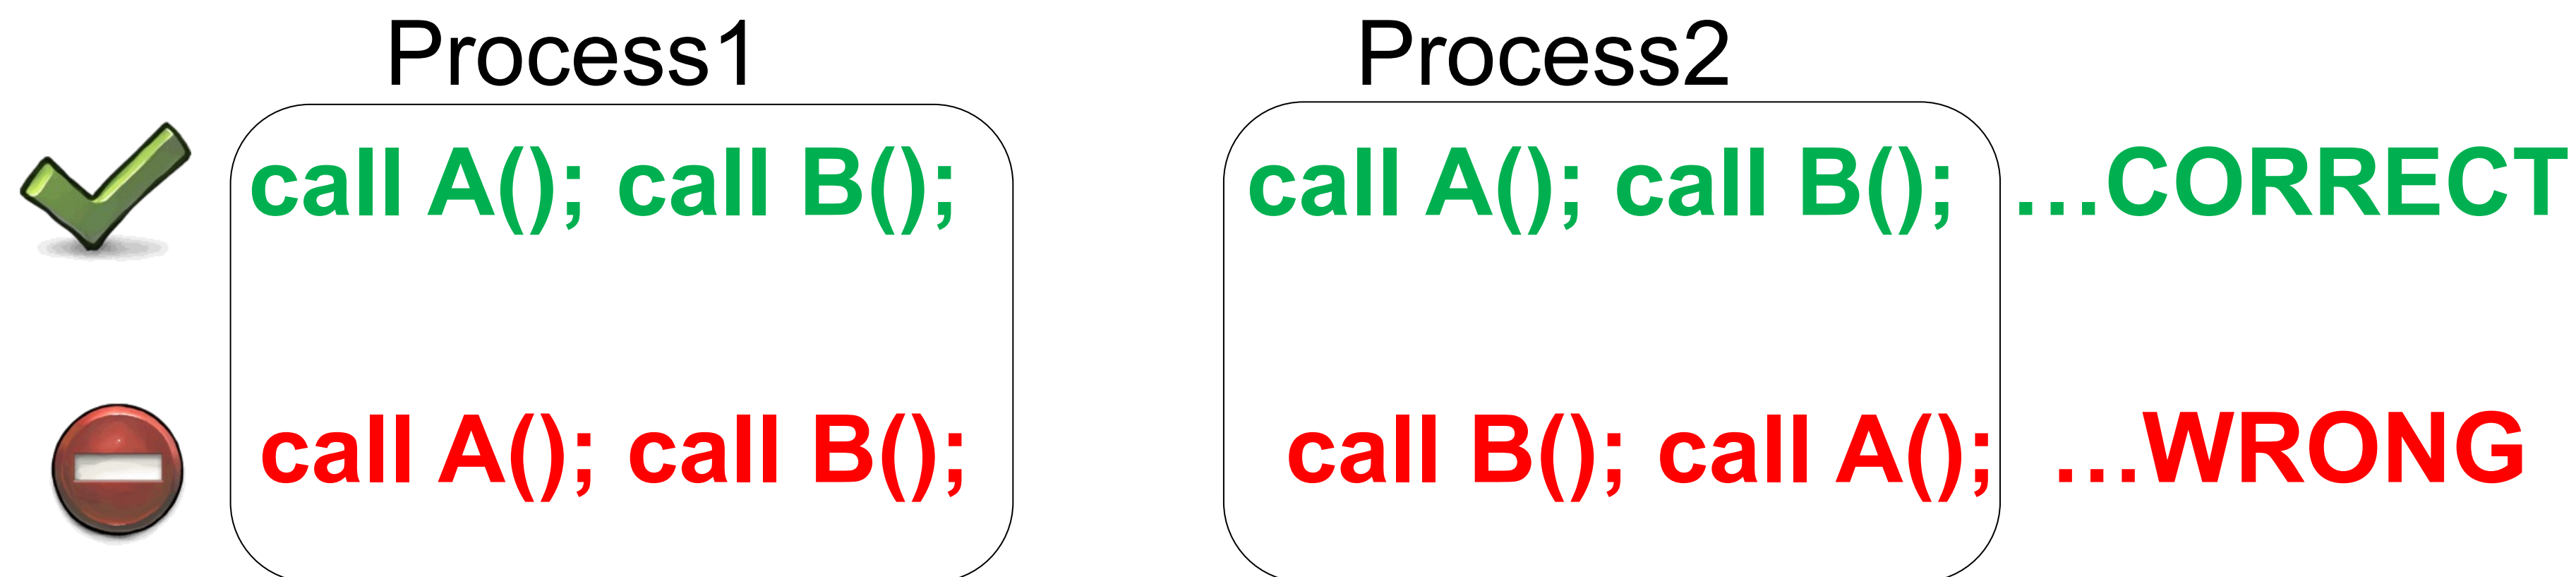 Process1 Process2
call A(); call B(); call A(); call B(); ...CORRECT
call A(); call B(); call B(); call A(); ...WRONG